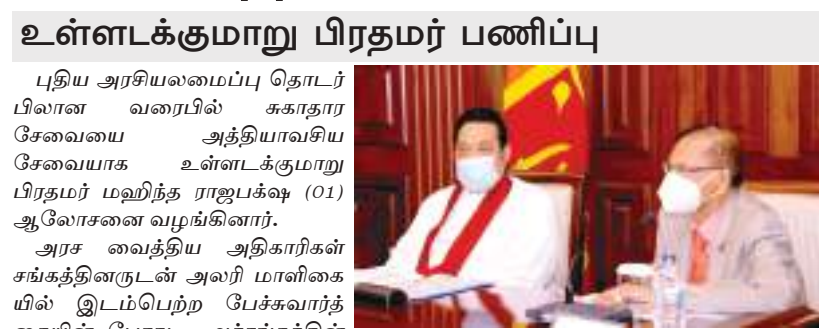 உள்ளடக்குமாறு பிரதமர் பணிப்பு
புதிய அரசியலமைப்பு தொடர்
பிலான வரைபில் சுகாதார
சேவையை அத்தியாவசிய
சேவையாக உள்ளடக்குமாறு
பிரதமர் மஹிந்த ராஜபக்ஷ (01)
ஆலோசனை வழங்கினார்.
அரச வைத்திய அதிகாரிகள்
சங்கத்தினருடன் அலரி மாளிகை
யில் இடம்பெற்ற பேச்சுவார்த்